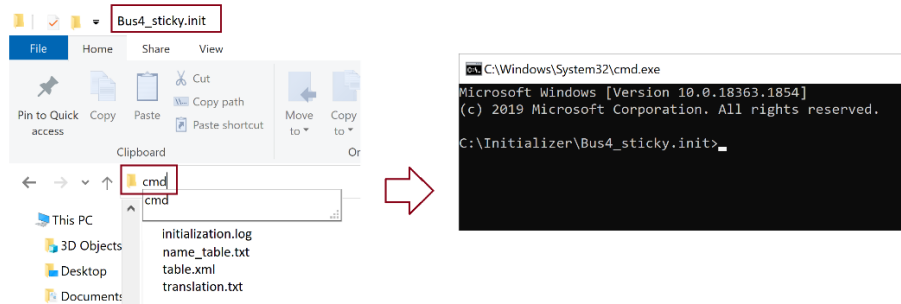 Bus4_sticky.init
File Home Share View
Pin to Quick access
Copy
Paste
Cut
Copy path
Paste shortcut
Move to
Copy to
Clipboard
Or
cmd
cmd
This PC
3D Objects
Desktop
Documents
initialization.log
name_table.txt
table.xml
translation.txt
C:\Windows\System32\cmd.exe
Microsoft Windows [Version 10.0.18363.1854]
(c) 2019 Microsoft Corporation. All rights reserved.
C:\Initializer\Bus4_sticky.init>_